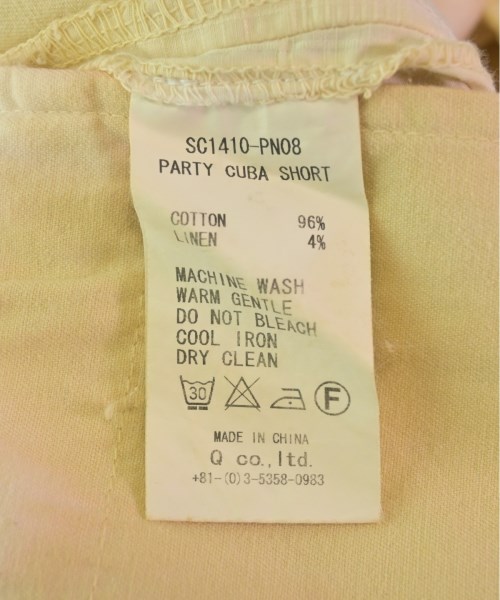 SC1410-PN08
PARTY CUBA SHORT
COTTON 96%
LINEN 4%
MACHINE WASH
WARM GENTLE
DO NOT BLEACH
COOL IRON
DRY CLEAN
30 F
MADE IN CHINA
Q co.,ltd.
+81-(0)3-5358-0983